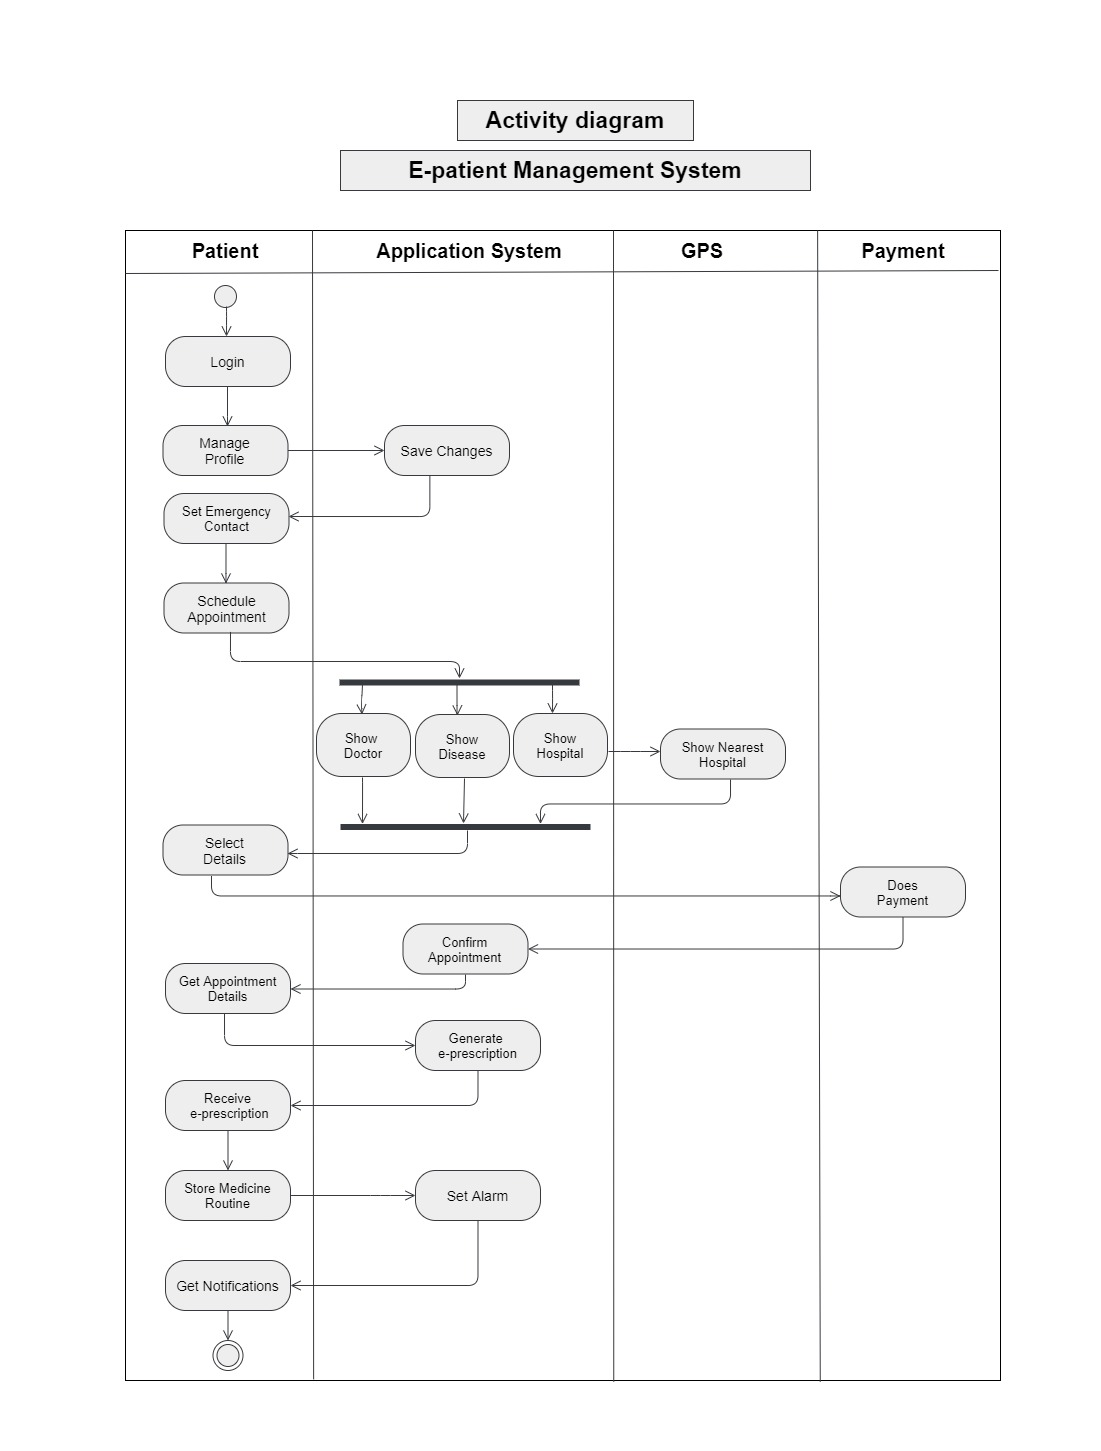 Activity diagram
E-patient Management System
Patient
Application System
GPS
Payment
Login
Manage
Profile
Save Changes
Set Emergency
Contact
Schedule
Appointment
Show
Doctor
Show
Disease
Show
Hospital
Show Nearest
Hospital
Select
Details
Does
Payment
Confirm
Appointment
Get Appointment
Details
Generate
e-prescription
Receive
e-prescription
Store Medicine
Routine
Set Alarm
Get Notifications